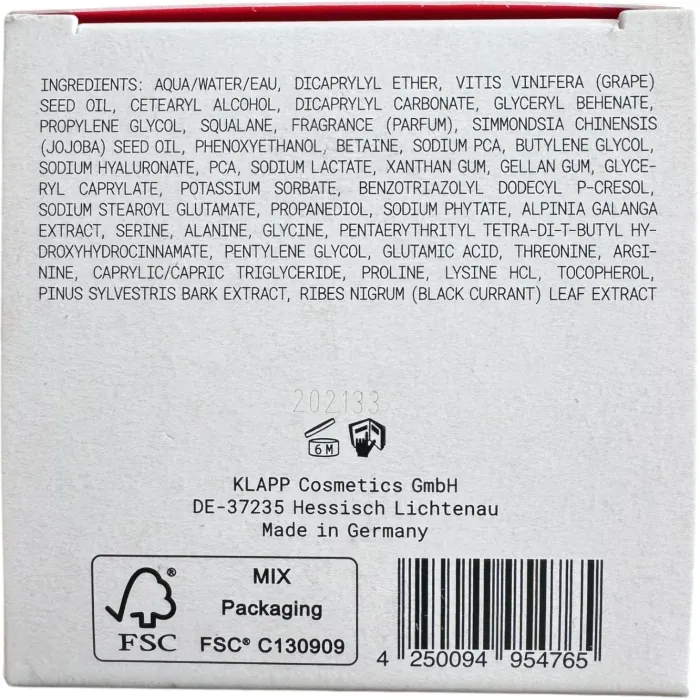 INGREDIENTS: AQUA/WATER/EAU, DICAPRYLYL ETHER, VITIS VINIFERA (GRAPE)
SEED OIL, CETEARYL ALCOHOL, DICAPRYLYL CARBONATE, GLYCERYL BEHENATE,
PROPYLENE GLYCOL, SQUALANE, FRAGRANCE (PARFUM), SIMMONDSIA CHINENSIS
(JOJOBA) SEED OIL, PHENOXYETHANOL, BETAINE, SODIUM PCA, BUTYLENE GLYCOL,
SODIUM HYALURONATE, PCA, SODIUM LACTATE, XANTHAN GUM, GELLAN GUM, GLYCE-
RYL CAPRYLATE, POTASSIUM SORBATE, BENZOTRIAZOLYL DODECYL P-CRESOL,
SODIUM STEAROYL GLUTAMATE, PROPANEDIOL, SODIUM PHYTATE, ALPINIA GALANGA
EXTRACT, SERINE, ALANINE, GLYCINE, PENTAERYTHRITYL TETRA-DI-T-BUTYL HY-
DROXYHYDROCINNAMATE, PENTYLENE GLYCOL, GLUTAMIC ACID, THREONINE, ARGI-
NINE, CAPRYLIC/CAPRIC TRIGLYCERIDE, PROLINE, LYSINE HCL, TOCOPHEROL,
PINUS SYLVESTRIS BARK EXTRACT, RIBES NIGRUM (BLACK CURRANT) LEAF EXTRACT
202133
6 M
KLAPP Cosmetics GmbH
DE-37235 Hessisch Lichtenau
Made in Germany
MIX
Packaging
FSC® C130909
®
FSC
4 250094 954765